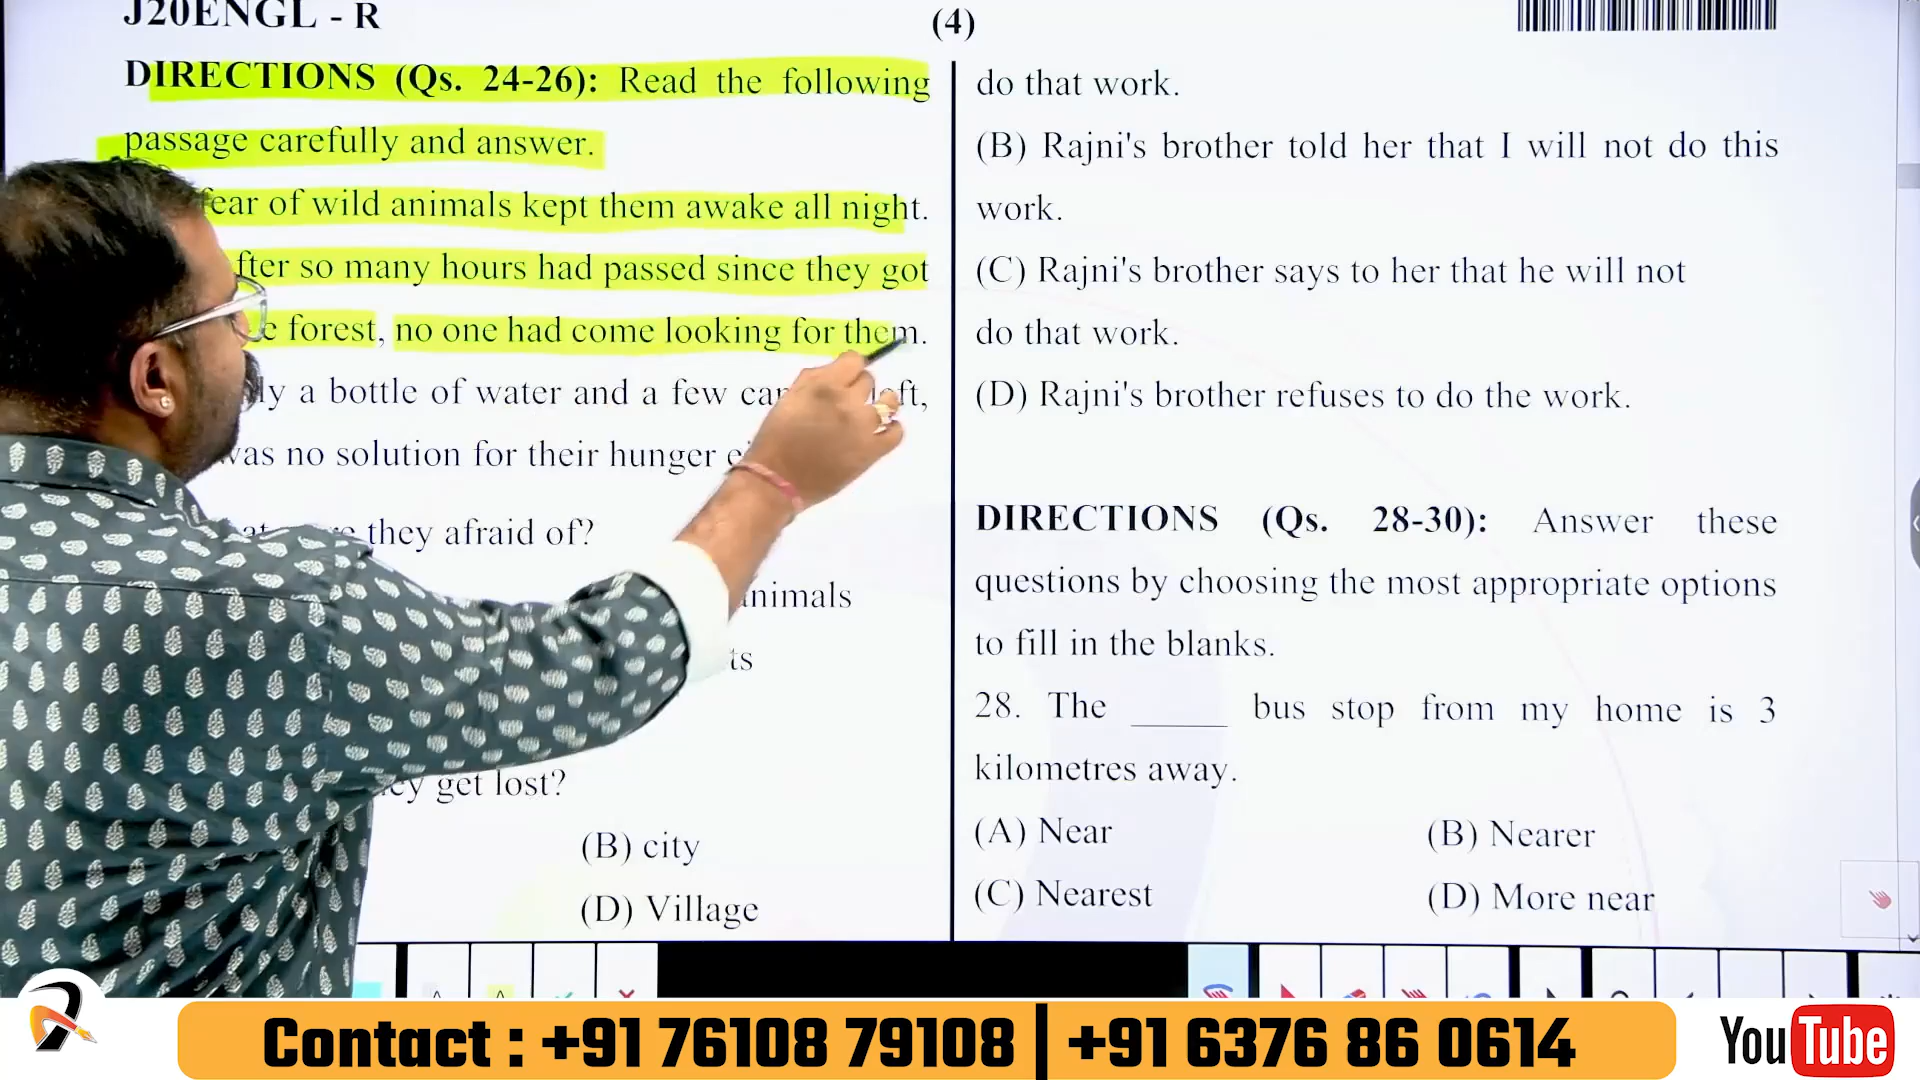 J20ENGL - R
(4)
DIRECTIONS (Qs. 24-26): Read the following
passage carefully and answer.
fear of wild animals kept them awake all night.
fter so many hours had passed since they got
e forest, no one had come looking for them.
ly a bottle of water and a few can left,
was no solution for their hunger e
at they afraid of?
nimals
ts
ey get lost?
(B) city
(D) Village
do that work.
(B) Rajni's brother told her that I will not do this
work.
(C) Rajni's brother says to her that he will not
do that work.
(D) Rajni's brother refuses to do the work.
DIRECTIONS (Qs. 28-30): Answer these
questions by choosing the most appropriate options
to fill in the blanks.
28. The ______ bus stop from my home is 3
kilometres away.
(A) Near
(B) Nearer
(C) Nearest
(D) More near
Contact : +91 76108 79108 | +91 6376 86 0614
YouTube